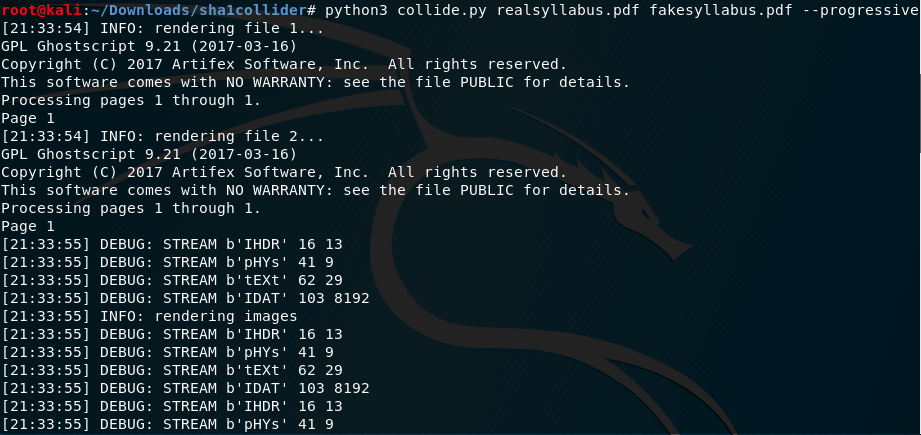 root@kali:~/Downloads/sha1collider# python3 collide.py realsyllabus.pdf fakesyllabus.pdf --progressive
[21:33:54] INFO: rendering file 1...
GPL Ghostscript 9.21 (2017-03-16)
Copyright (C) 2017 Artifex Software, Inc.  All rights reserved.
This software comes with NO WARRANTY: see the file PUBLIC for details.
Processing pages 1 through 1.
Page 1
[21:33:54] INFO: rendering file 2...
GPL Ghostscript 9.21 (2017-03-16)
Copyright (C) 2017 Artifex Software, Inc.  All rights reserved.
This software comes with NO WARRANTY: see the file PUBLIC for details.
Processing pages 1 through 1.
Page 1
[21:33:55] DEBUG: STREAM b'IHDR' 16 13
[21:33:55] DEBUG: STREAM b'pHYs' 41 9
[21:33:55] DEBUG: STREAM b'tEXt' 62 29
[21:33:55] DEBUG: STREAM b'IDAT' 103 8192
[21:33:55] INFO: rendering images
[21:33:55] DEBUG: STREAM b'IHDR' 16 13
[21:33:55] DEBUG: STREAM b'pHYs' 41 9
[21:33:55] DEBUG: STREAM b'tEXt' 62 29
[21:33:55] DEBUG: STREAM b'IDAT' 103 8192
[21:33:55] DEBUG: STREAM b'IHDR' 16 13
[21:33:55] DEBUG: STREAM b'pHYs' 41 9